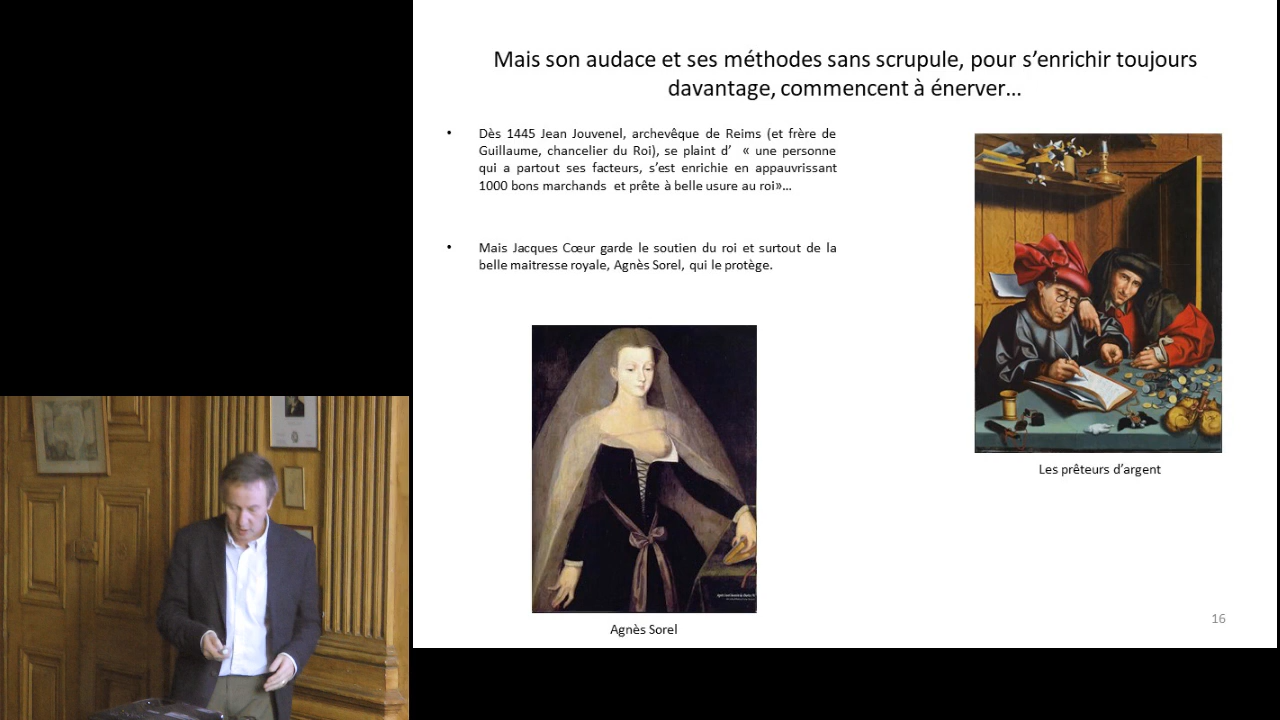 Mais son audace et ses méthodes sans scrupule, pour s’enrichir toujours
davantage, commencent à énerver…
• Dès 1445 Jean Jouvenel, archevêque de Reims (et frère de
Guillaume, chancelier du Roi), se plaint d’ « une personne
qui a partout ses facteurs, s’est enrichie en appauvrissant
1000 bons marchands et prête à belle usure au roi»…
• Mais Jacques Cœur garde le soutien du roi et surtout de la
belle maitresse royale, Agnès Sorel, qui le protège.
Les prêteurs d’argent
Agnès Sorel
16